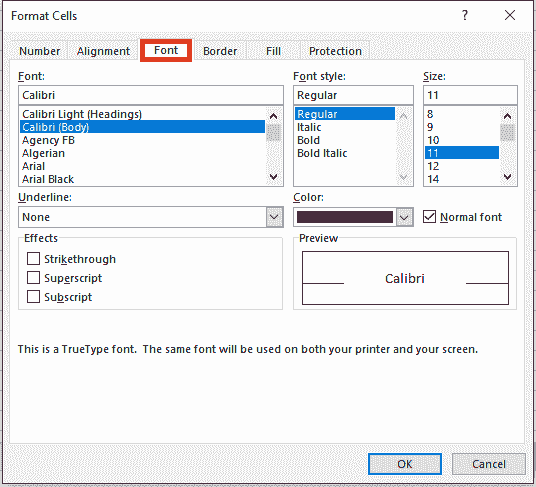 Format Cells ? ×
Number Alignment Font Border Fill Protection
Font: Font style: Size:
Calibri Regular 11
Calibri Light (Headings) Regular 8
Calibri (Body) Italic 9
Agency FB Bold 10
Algerian Bold Italic 11
Arial 12
Arial Black 14
Underline: Color:
None Normal font
Effects Preview
Strikethrough
Superscript Calibri
Subscript
This is a TrueType font. The same font will be used on both your printer and your screen.
OK Cancel